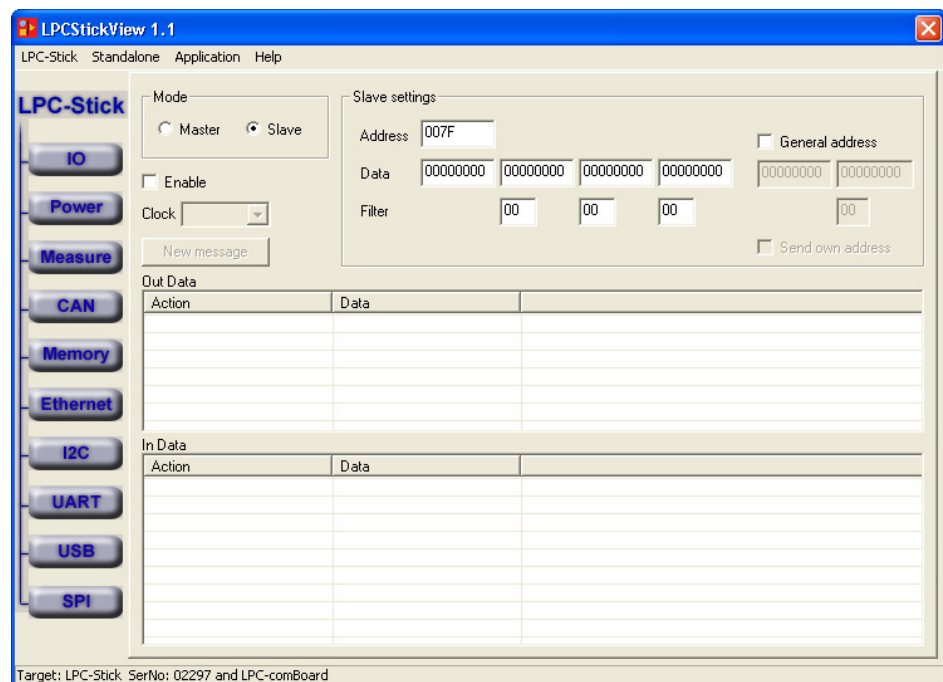 LPCStickView 1.1
LPC-Stick Standalone Application Help
LPC-Stick
IO
Power
Measure
CAN
Memory
Ethernet
I2C
UART
USB
SPI
Mode
Master Slave
Enable
Clock
New message
Slave settings
Address 007F
Data 00000000 00000000 00000000 00000000
Filter 00 00 00
General address
00000000 00000000
00
Send own address
Out Data
Action Data
In Data
Action Data
Target: LPC-Stick SerNo: 02297 and LPC-comBoard